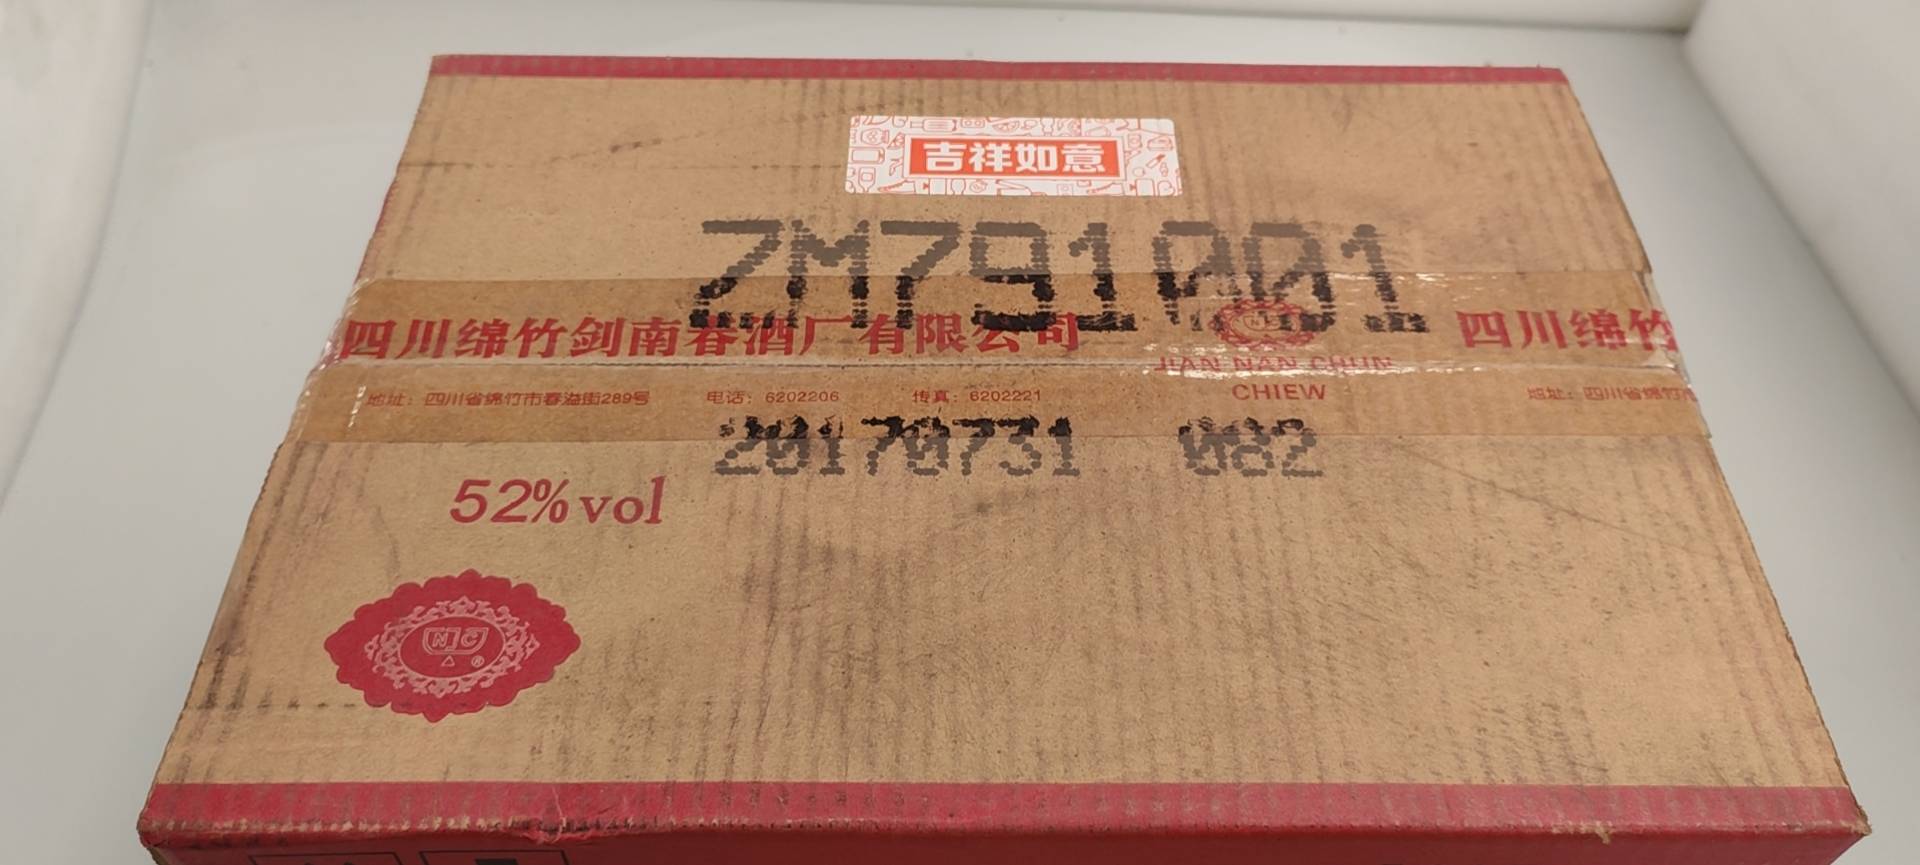 吉祥如意
ZM791001
四川绵竹剑南春酒厂有限公司
JIAN NAN CHUN
CHIEW
四川绵竹
地址：四川省绵竹市春溢街289号 电话：6202206 传真：6202221
地址：四川省绵竹
20170731 082
52%vol
NJC
®